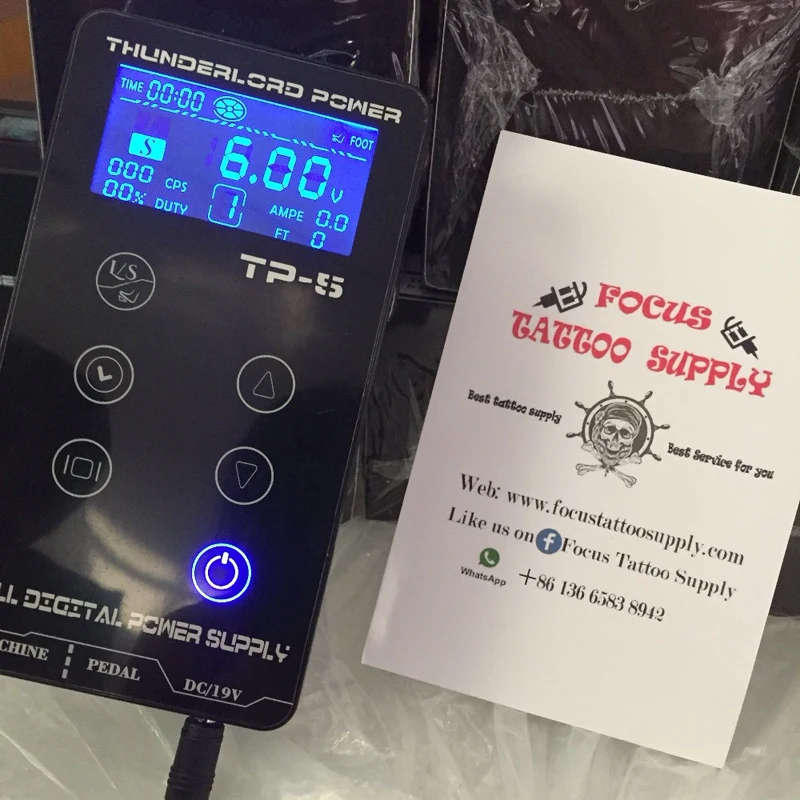 THUNDERLORD POWER
TIME 00:00
FOOT
S
6.00 V
000 CPS
00% DUTY
1
AMPE 0.0
FT 0
TP-5
L/S
LL DIGITAL POWER SUPPLY
CHINE
PEDAL
DC/19V
FOCUS
TATTOO SUPPLY
Best tattoo supply
Best Service for you
Web: www.focustattoosupply.com
Like us on f Focus Tattoo Supply
WhatsApp +86 136 6583 8942